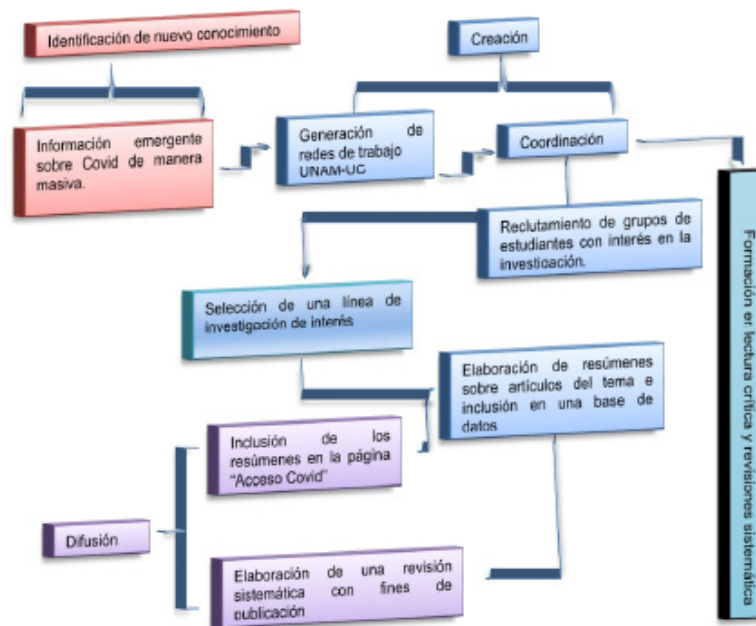 Identificación de nuevo conocimiento
Creación
Información emergente
sobre Covid de manera
masiva.
Generación de
redes de trabajo
UNAM-UC
Coordinación
Reclutamiento de grupos de
estudiantes con interés en la
investigación.
Selección de una línea de
investigación de interés
Elaboración de resúmenes
sobre artículos del tema e
inclusión en una base de
datos
Inclusión de los
resúmenes en la página
“Acceso Covid”
Difusión
Elaboración de una revisión
sistemática con fines de
publicación
Formación en lectura crítica y revisiones sistemática